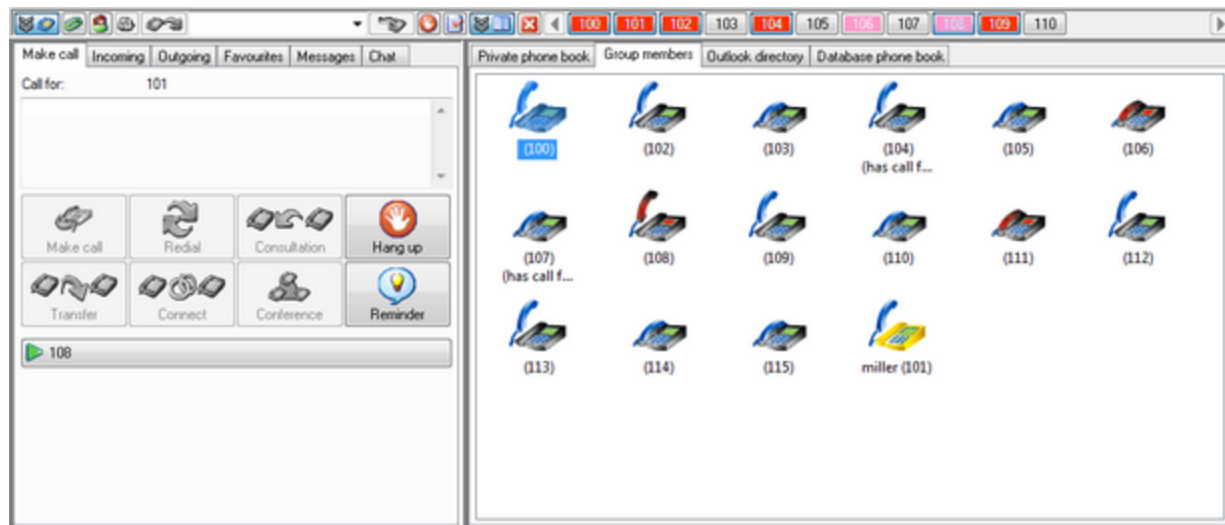 100 101 102 103 104 105 106 107 108 109 110
Make call Incoming Outgoing Favourites Messages Chat
Private phone book Group members Outlook directory Database phone book
Call for: 101
(100) (102) (103) (104) (105) (106)
(has call f...
Make call Redial Consultation Hang up
(107) (108) (109) (110) (111) (112)
(has call f...
Transfer Connect Conference Reminder
108
(113) (114) (115) miller (101)